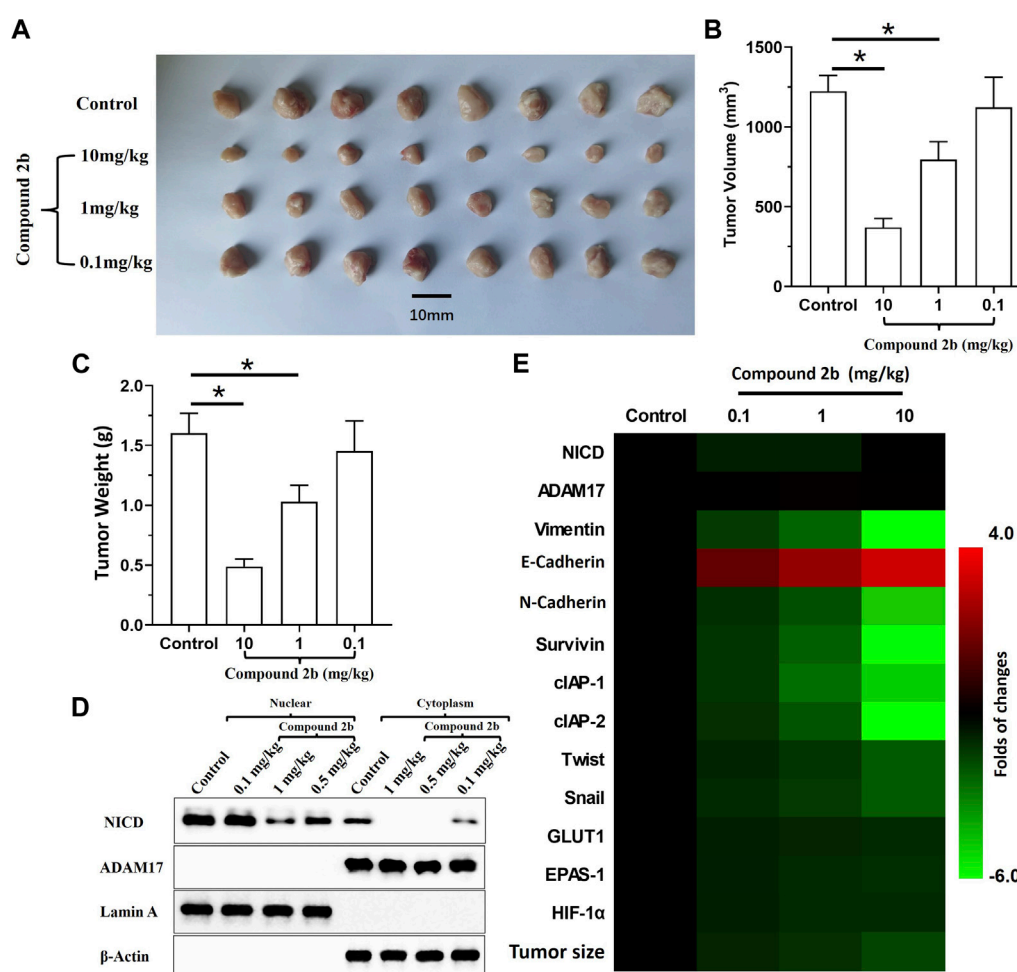 A
Control
10mg/kg
1mg/kg
0.1mg/kg
Compound 2b
10mm
B
*
*
Tumor Volume (mm³)
1500
1000
500
0
Control 10 1 0.1
Compound 2b (mg/kg)
C
*
*
Tumor Weight (g)
2.0
1.5
1.0
0.5
0.0
Control 10 1 0.1
Compound 2b (mg/kg)
D
Nuclear Cytoplasm
Compound 2b Compound 2b
Control 0.1 mg/kg 1 mg/kg 0.5 mg/kg Control 1 mg/kg 0.5 mg/kg 0.1 mg/kg
NICD
ADAM17
Lamin A
β-Actin
E
Compound 2b (mg/kg)
Control 0.1 1 10
NICD
ADAM17
Vimentin
E-Cadherin
N-Cadherin
Survivin
cIAP-1
cIAP-2
Twist
Snail
GLUT1
EPAS-1
HIF-1α
Tumor size
4.0
Folds of changes
-6.0